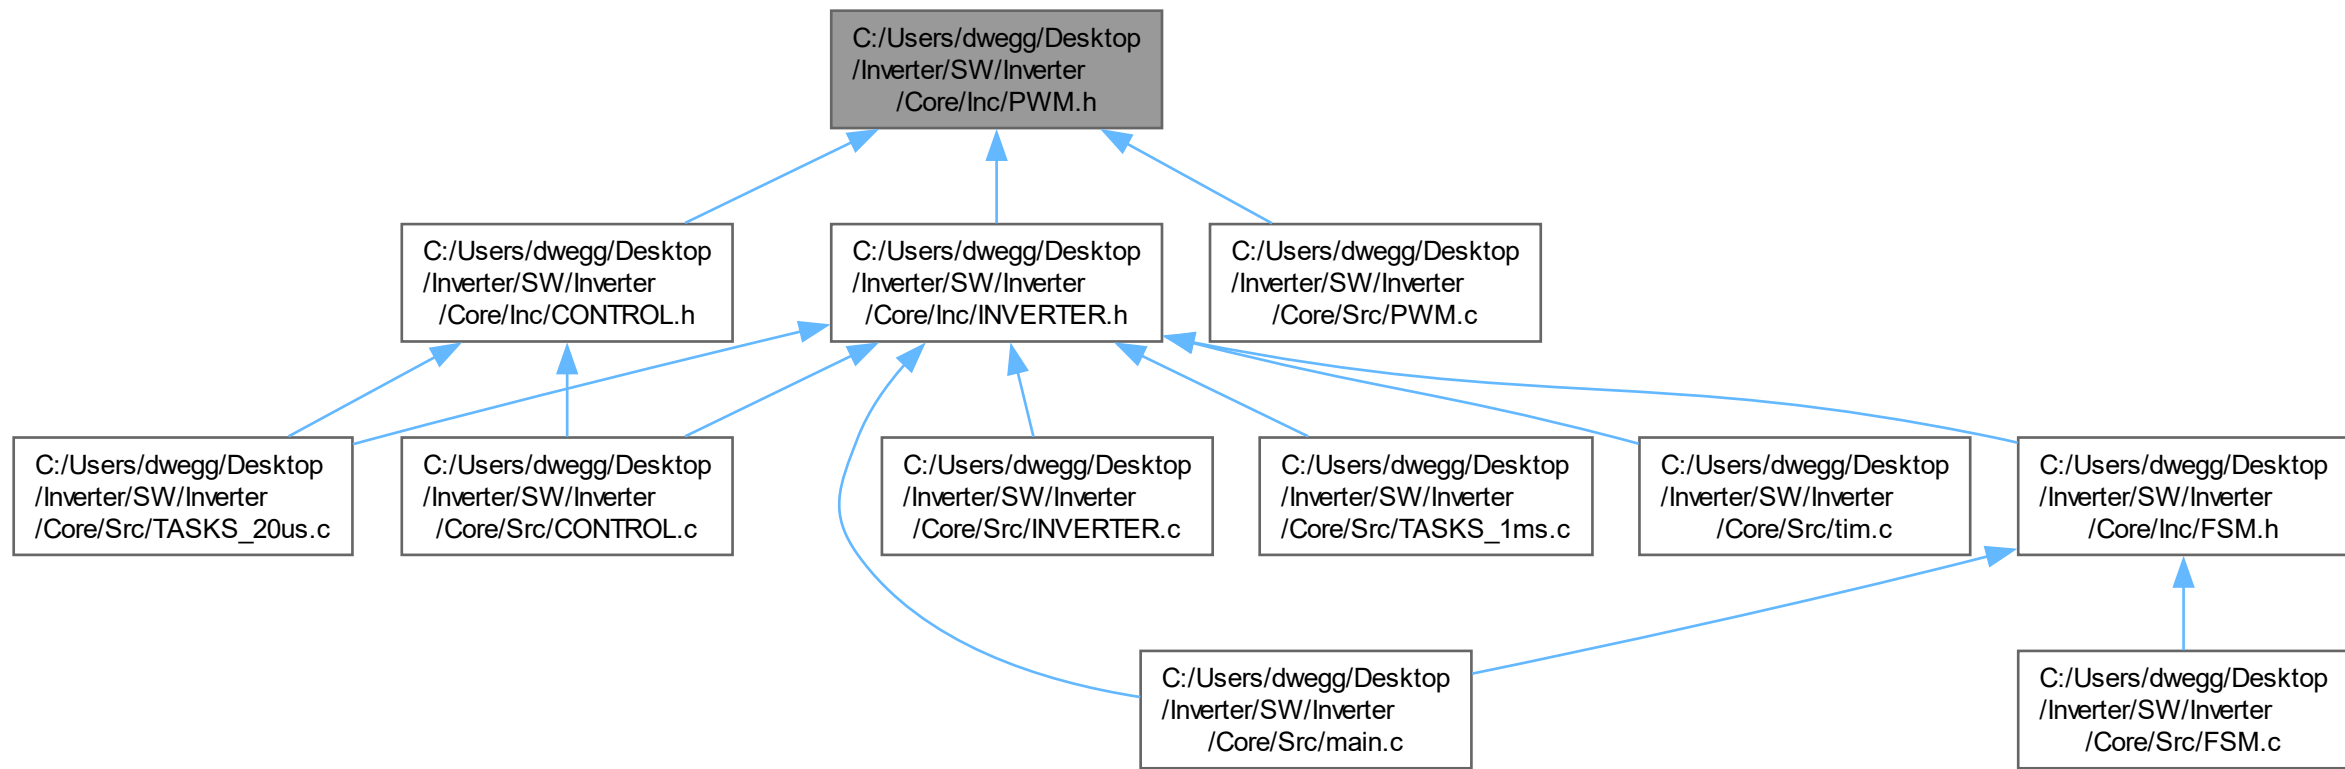 C:/Users/dwegg/Desktop
/Inverter/SW/Inverter
/Core/Inc/PWM.h
C:/Users/dwegg/Desktop
/Inverter/SW/Inverter
/Core/Inc/CONTROL.h
C:/Users/dwegg/Desktop
/Inverter/SW/Inverter
/Core/Inc/INVERTER.h
C:/Users/dwegg/Desktop
/Inverter/SW/Inverter
/Core/Src/PWM.c
C:/Users/dwegg/Desktop
/Inverter/SW/Inverter
/Core/Src/TASKS_20us.c
C:/Users/dwegg/Desktop
/Inverter/SW/Inverter
/Core/Src/CONTROL.c
C:/Users/dwegg/Desktop
/Inverter/SW/Inverter
/Core/Src/INVERTER.c
C:/Users/dwegg/Desktop
/Inverter/SW/Inverter
/Core/Src/TASKS_1ms.c
C:/Users/dwegg/Desktop
/Inverter/SW/Inverter
/Core/Src/tim.c
C:/Users/dwegg/Desktop
/Inverter/SW/Inverter
/Core/Inc/FSM.h
C:/Users/dwegg/Desktop
/Inverter/SW/Inverter
/Core/Src/main.c
C:/Users/dwegg/Desktop
/Inverter/SW/Inverter
/Core/Src/FSM.c